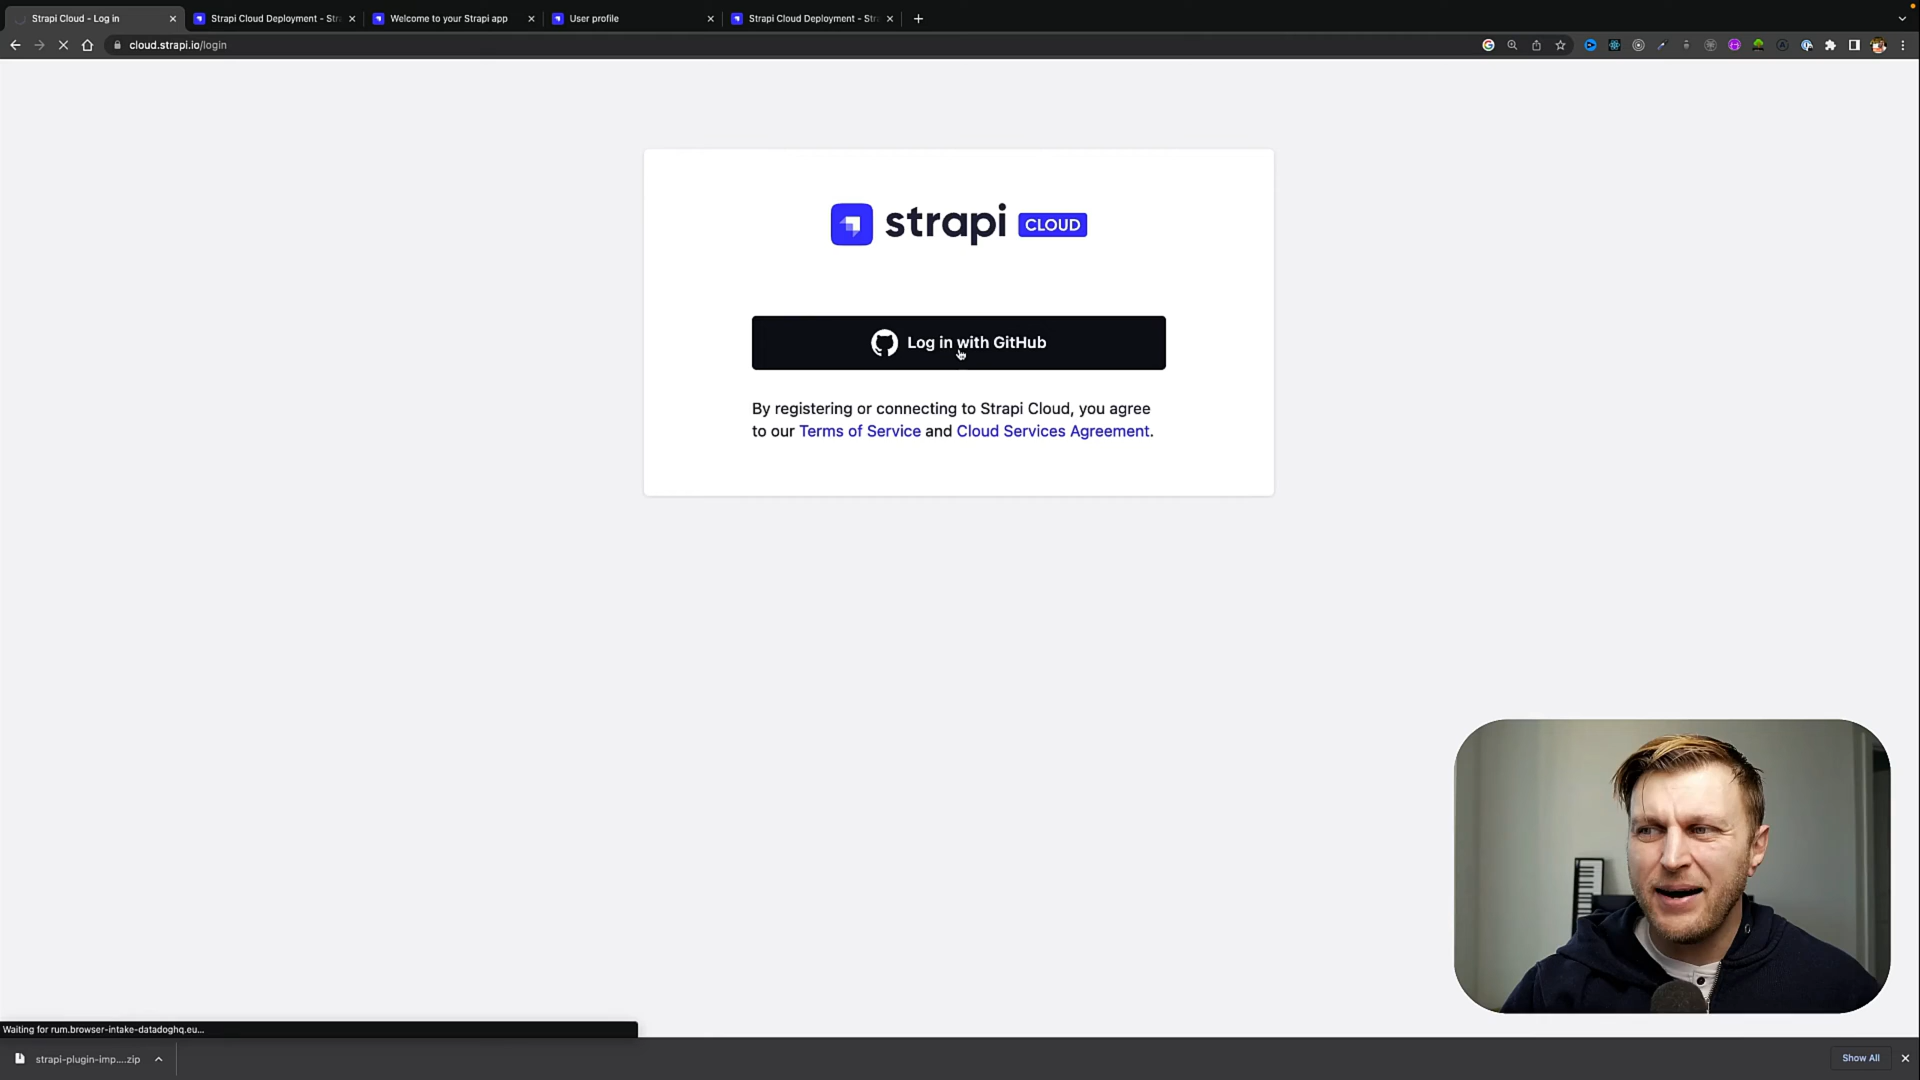 Strapi Cloud - Log in
Strapi Cloud Deployment - Str
Welcome to your Strapi app
User profile
Strapi Cloud Deployment - Str
cloud.strapi.io/login
strapi CLOUD
Log in with GitHub
By registering or connecting to Strapi Cloud, you agree
to our Terms of Service and Cloud Services Agreement.
Waiting for rum.browser-intake-datadoghq.eu...
strapi-plugin-imp....zip
Show All